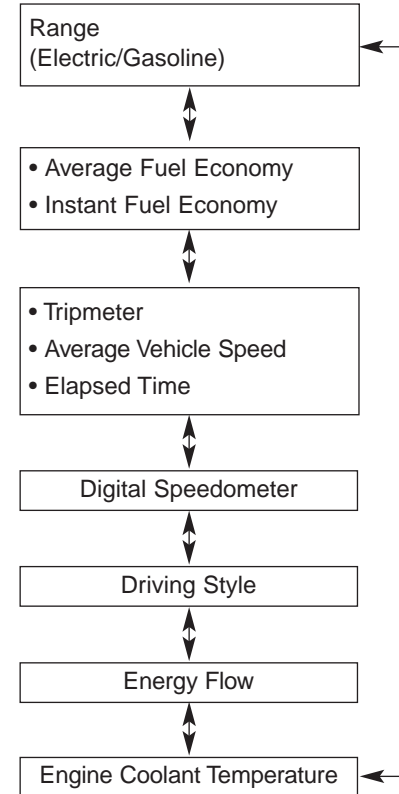 Range
(Electric/Gasoline)
• Average Fuel Economy
• Instant Fuel Economy
• Tripmeter
• Average Vehicle Speed
• Elapsed Time
Digital Speedometer
Driving Style
Energy Flow
Engine Coolant Temperature